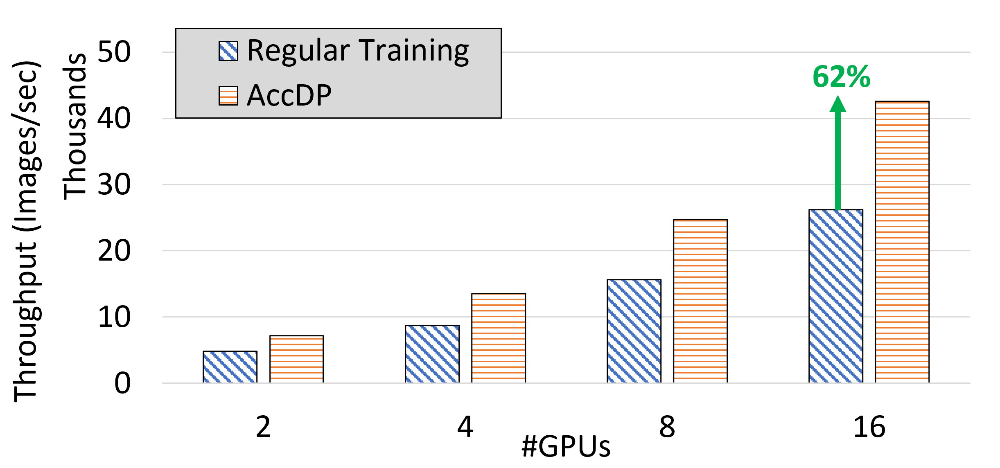 Throughput (Images/sec)
Thousands
50
40
30
20
10
0
Regular Training
AccDP
62%
2
4
8
16
#GPUs